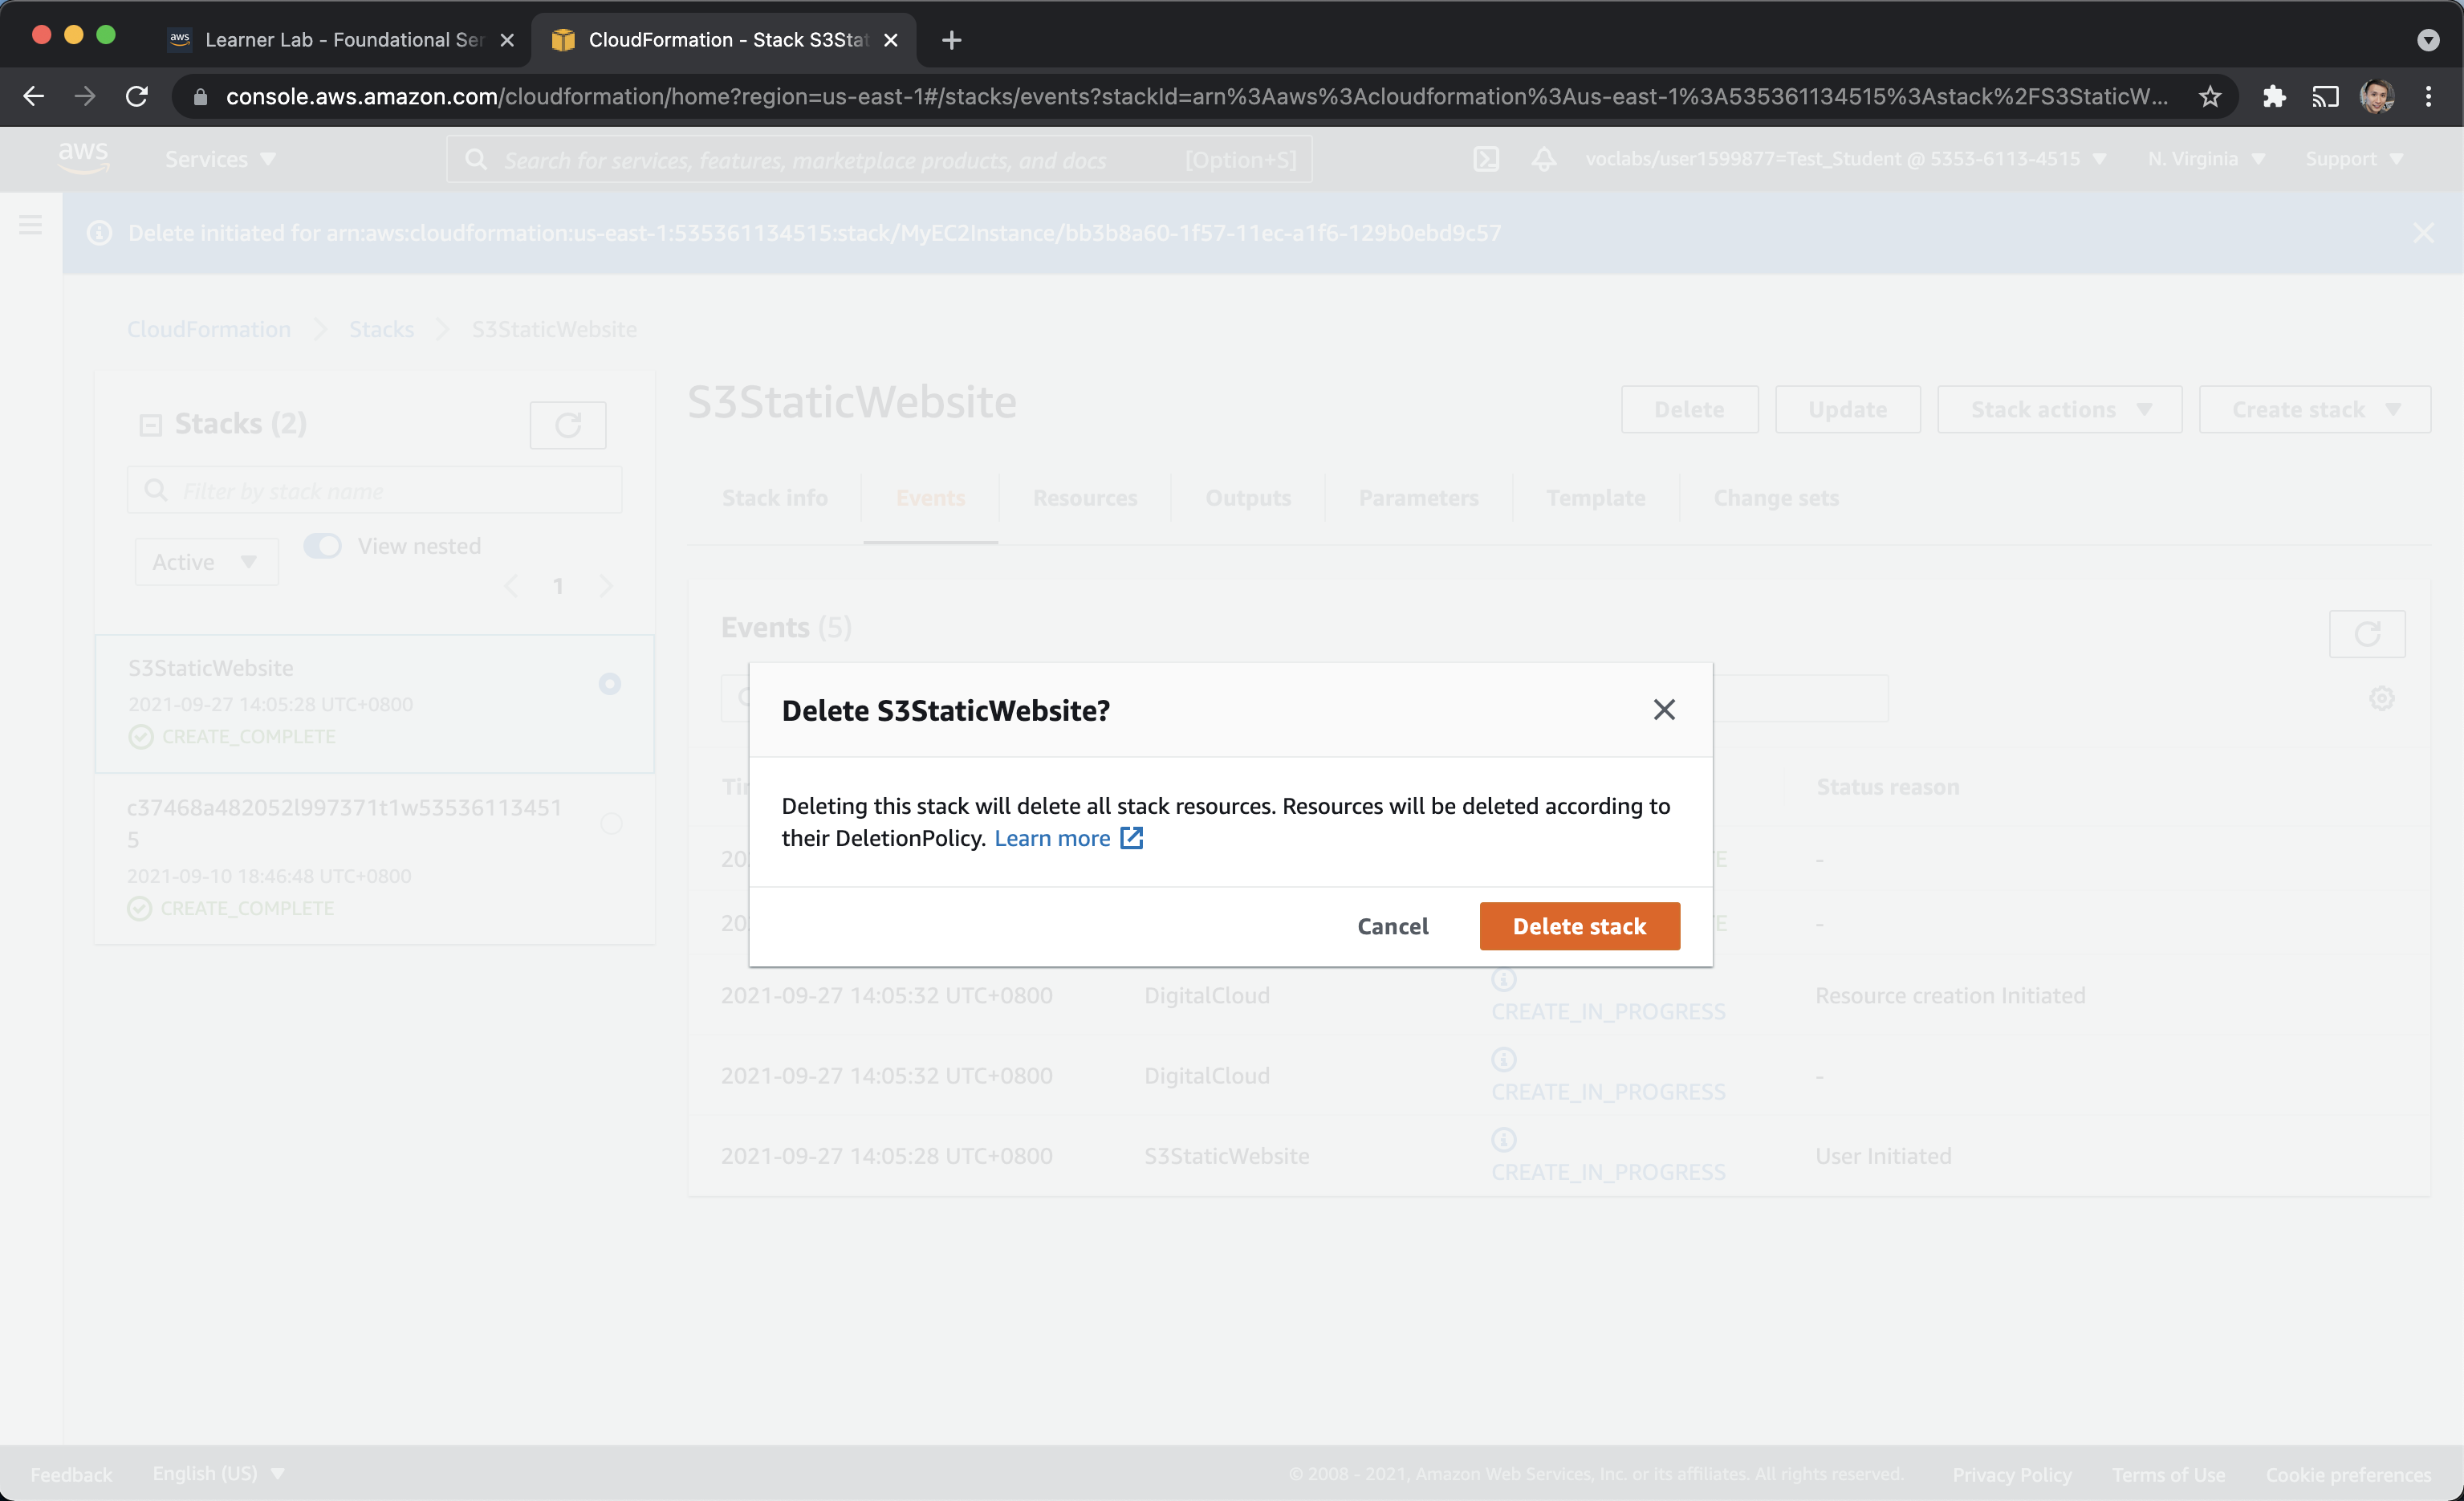 aws Learner Lab - Foundational Ser
CloudFormation - Stack S3Stat
console.aws.amazon.com/cloudformation/home?region=us-east-1#/stacks/events?stackId=arn%3Aaws%3Acloudformation%3Aus-east-1%3A535361134515%3Astack%2FS3StaticW...
aws Services Search for services, features, marketplace products, and docs [Option+S] voclabs/user1599877=Test_Student @ 5353-6113-4515 N. Virginia Support
Delete initiated for arn:aws:cloudformation:us-east-1:535361134515:stack/MyEC2Instance/bb3b8a60-1f57-11ec-a1f6-129b0ebd9c57
CloudFormation Stacks S3StaticWebsite
Stacks (2)
Filter by stack name
Active View nested
1
S3StaticWebsite
2021-09-27 14:05:28 UTC+0800
CREATE_COMPLETE
c37468a482052l997371t1w53536113451
5
2021-09-10 18:46:48 UTC+0800
CREATE_COMPLETE
S3StaticWebsite Delete Update Stack actions Create stack
Stack info Events Resources Outputs Parameters Template Change sets
Events (5)
Status reason
-
-
Delete S3StaticWebsite?
Deleting this stack will delete all stack resources. Resources will be deleted according to
their DeletionPolicy. Learn more
Cancel Delete stack
2021-09-27 14:05:32 UTC+0800 DigitalCloud CREATE_IN_PROGRESS Resource creation Initiated
2021-09-27 14:05:32 UTC+0800 DigitalCloud CREATE_IN_PROGRESS -
2021-09-27 14:05:28 UTC+0800 S3StaticWebsite CREATE_IN_PROGRESS User Initiated
Feedback English (US) © 2008 - 2021, Amazon Web Services, Inc. or its affiliates. All rights reserved. Privacy Policy Terms of Use Cookie preferences